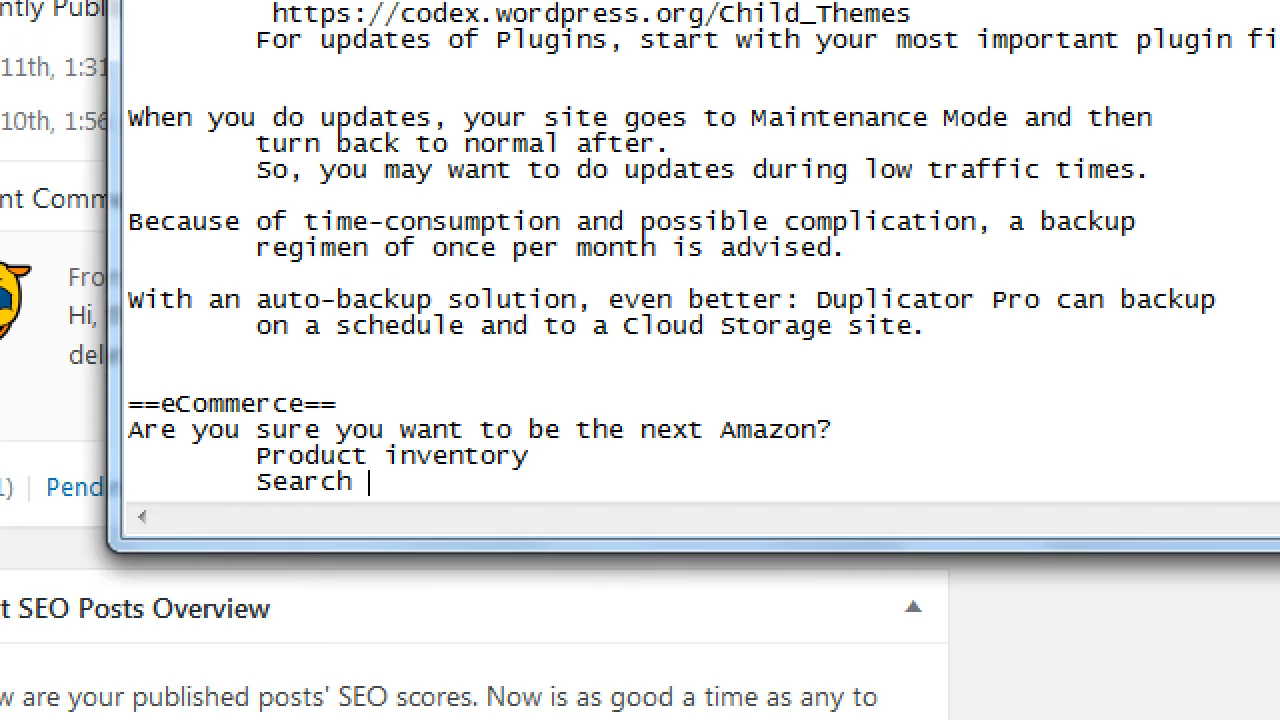 https://codex.wordpress.org/Child_Themes
For updates of Plugins, start with your most important plugin fi
When you do updates, your site goes to Maintenance Mode and then
turn back to normal after.
So, you may want to do updates during low traffic times.
Because of time-consumption and possible complication, a backup
regimen of once per month is advised.
With an auto-backup solution, even better: Duplicator Pro can backup
on a schedule and to a Cloud Storage site.
==eCommerce==
Are you sure you want to be the next Amazon?
Product inventory
Search
ntly Publ
11th, 1:31
10th, 1:56
nt Comm
Fro
Hi,
del
1) | Pend
t SEO Posts Overview
w are your published posts' SEO scores. Now is as good a time as any to